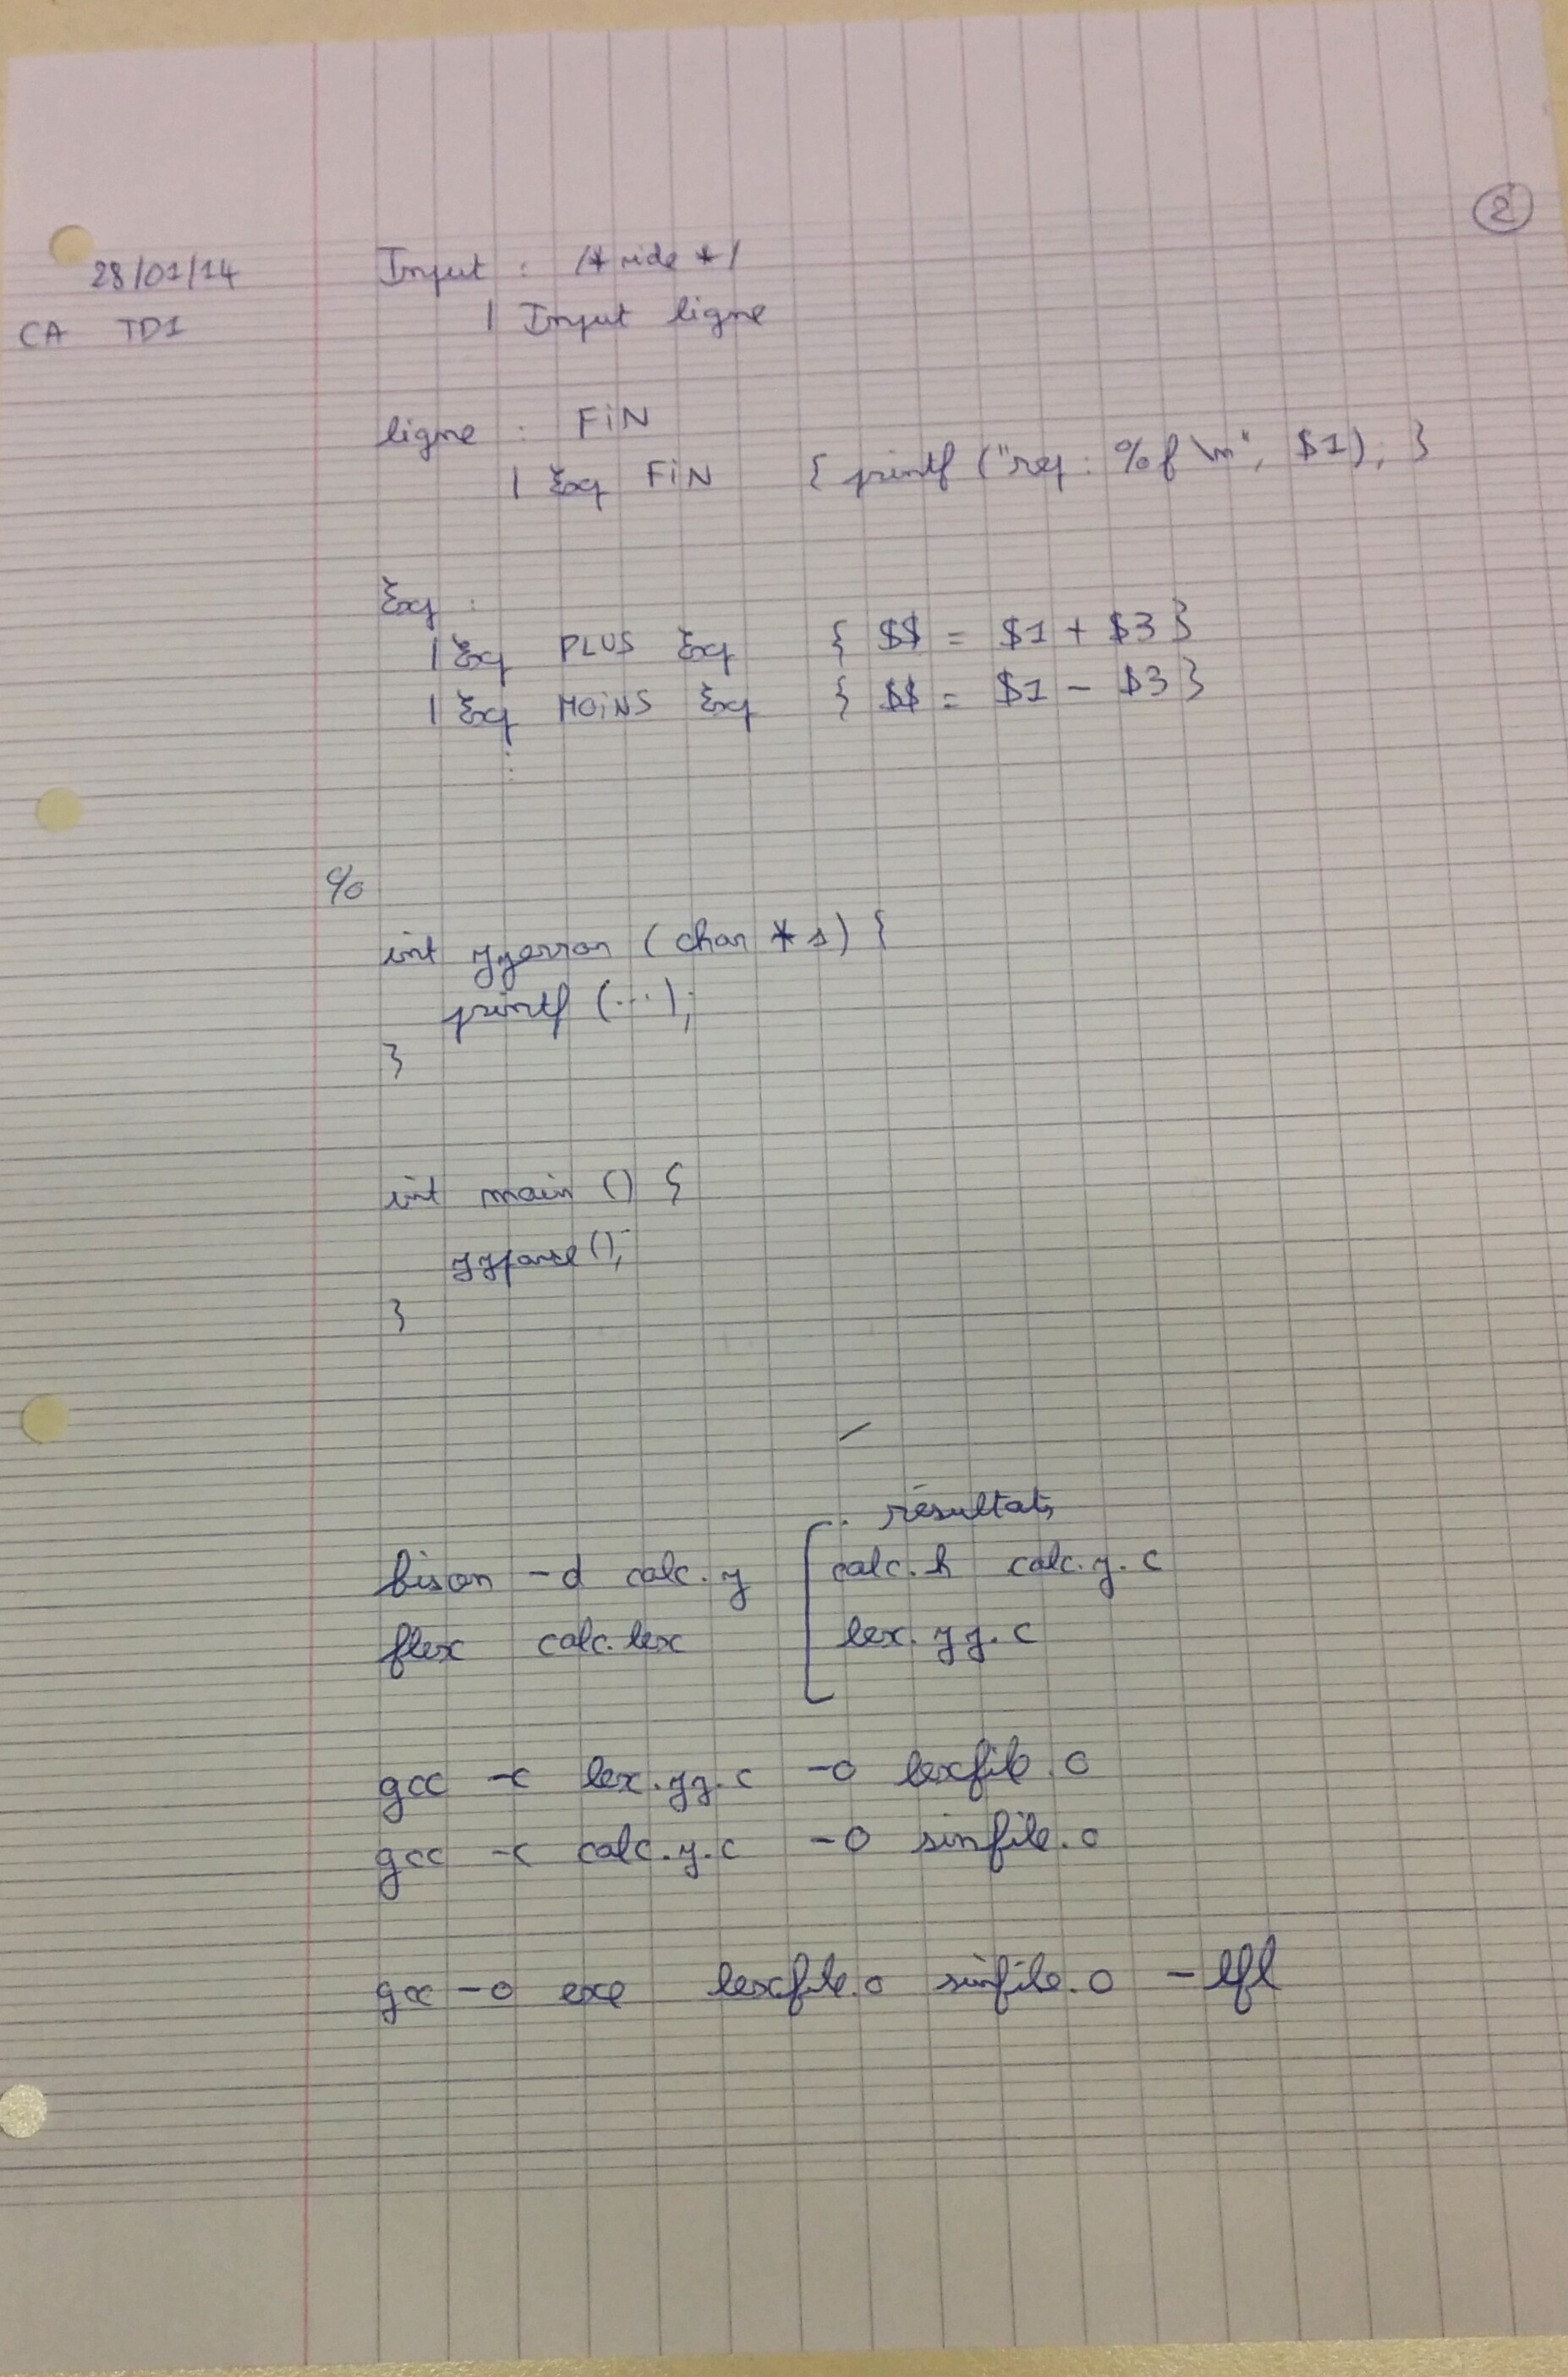 2
28/01/14
CA TD1
Input : /* vide */
| Input ligne
ligne : FiN
| Exp FiN { printf ("rep : %f \n", $1); }
Exp :
| Exp PLUS Exp { $$ = $1 + $3 }
| Exp MOiNS Exp { $$ = $1 - $3 }
:
%
int yyerror (char *s) {
printf (...);
}
int main () {
yyparse();
}
résultats
bison -d calc.y calc.h calc.y.c
flex calc.lex lex.yy.c
gcc -c lex.yy.c -o lexfile.o
gcc -c calc.y.c -o sinfile.o
gcc -o exe lexfile.o sinfile.o -lfl